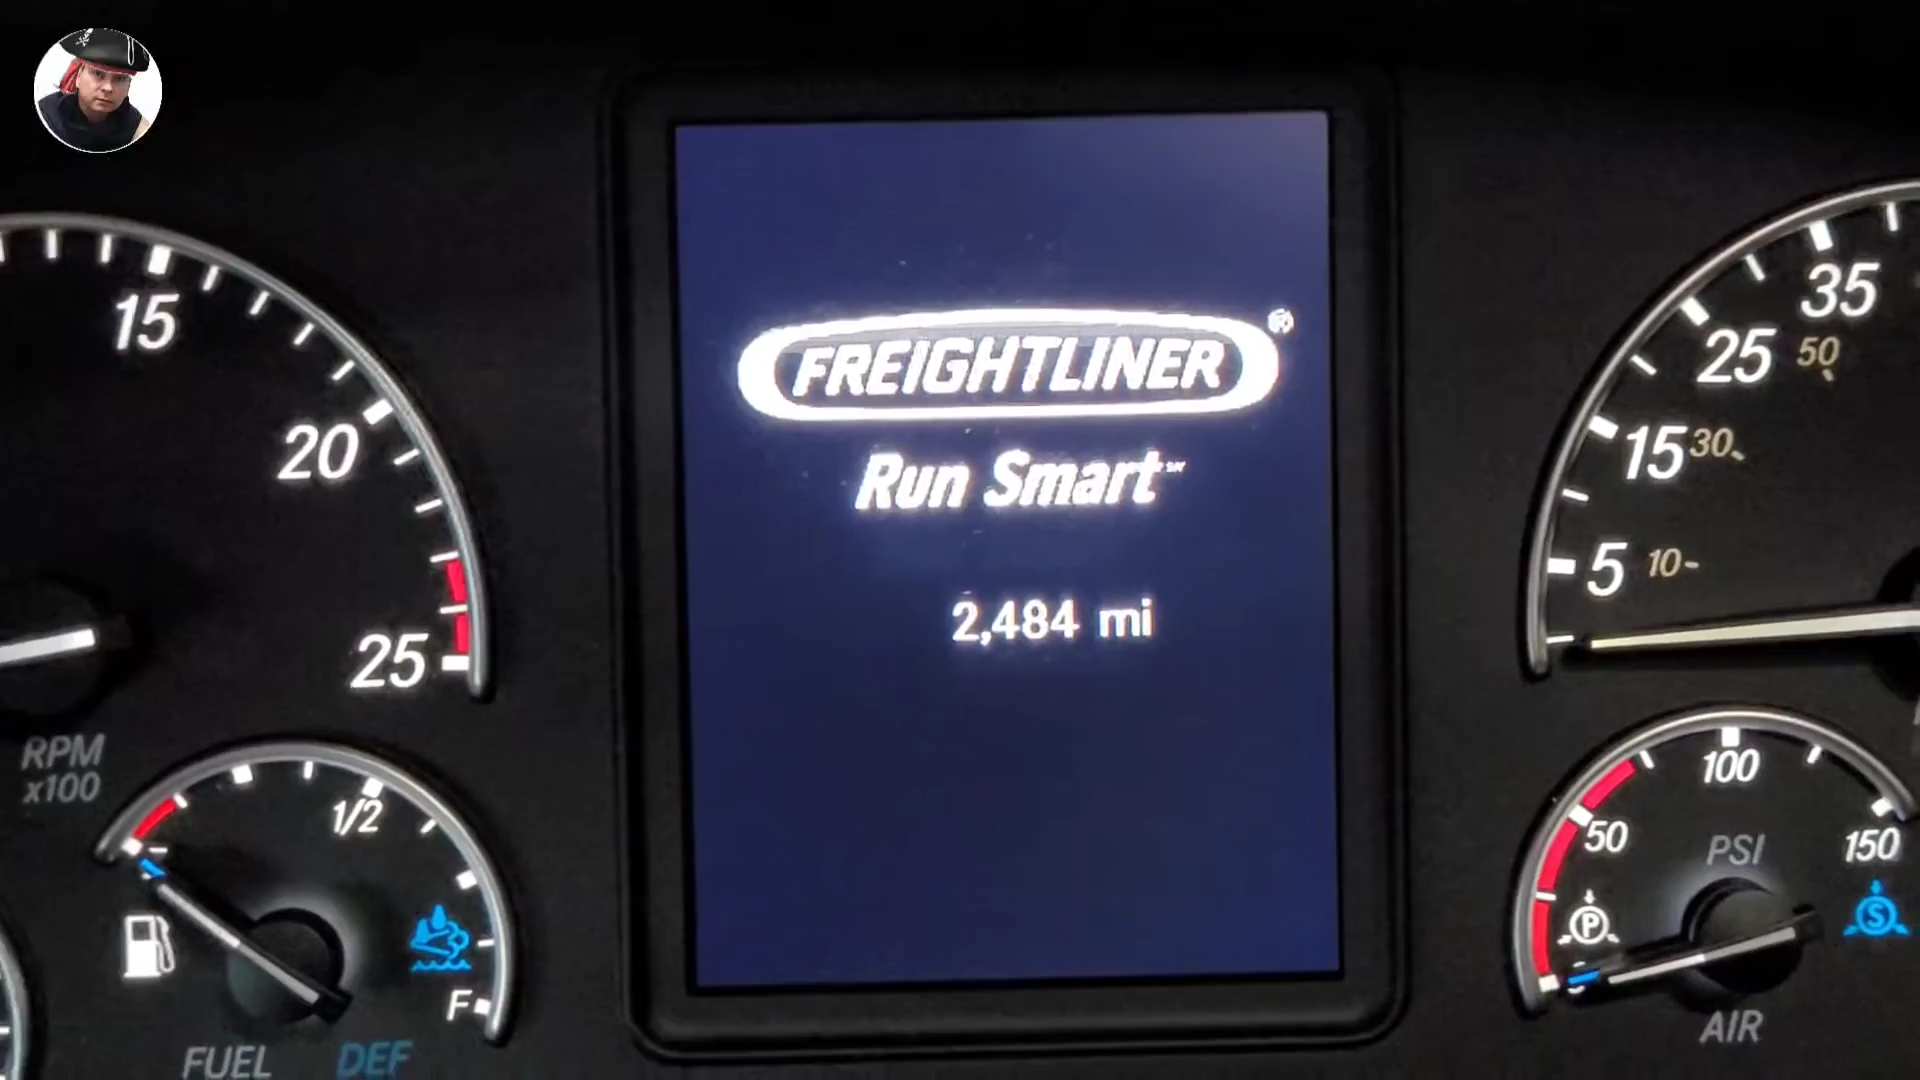 15
20
25
RPM
x100
1/2
F
FUEL DEF
FREIGHTLINER®
Run Smart℠
2,484 mi
35
25 50
15 30
5 10
100
50
150
PSI
P
S
AIR